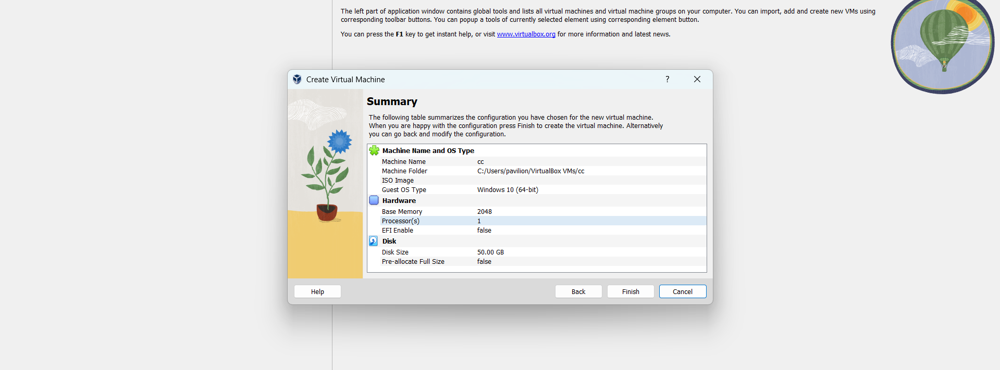 The left part of application window contains global tools and lists all virtual machines and virtual machine groups on your computer. You can import, add and create new VMs using
corresponding toolbar buttons. You can popup a tools of currently selected element using corresponding element button.
You can press the F1 key to get instant help, or visit www.virtualbox.org for more information and latest news.
Create Virtual Machine
?
Summary
The following table summarizes the configuration you have chosen for the new virtual machine.
When you are happy with the configuration press Finish to create the virtual machine. Alternatively
you can go back and modify the configuration.
Machine Name and OS Type
Machine Name cc
Machine Folder C:/Users/pavilion/VirtualBox VMs/cc
ISO Image
Guest OS Type Windows 10 (64-bit)
Hardware
Base Memory 2048
Processor(s) 1
EFI Enable false
Disk
Disk Size 50.00 GB
Pre-allocate Full Size false
Help Back Finish Cancel